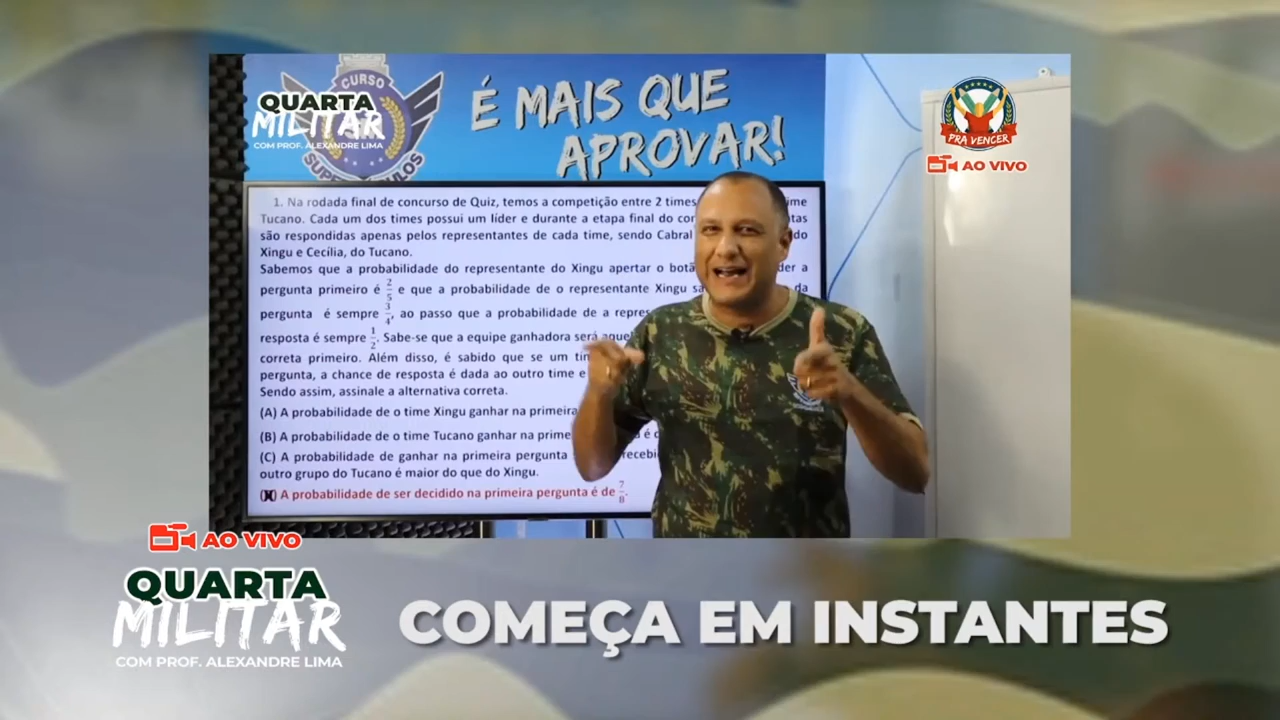 CURSO
QUARTA
MILITAR
COM PROF. ALEXANDRE LIMA
É MAIS QUE
APROVAR!
PRA VENCER
AO VIVO
1. Na rodada final de concurso de Quiz, temos a competição entre 2 times
Tucano. Cada um dos times possui um líder e durante a etapa final do
são respondidas apenas pelos representantes de cada time, sendo Cabral do
Xingu e Cecília, do Tucano.
Sabemos que a probabilidade do representante do Xingu apertar o
pergunta primeiro é 2/5 e que a probabilidade de o representante Xingu da
pergunta é sempre 3/4, ao passo que a probabilidade de a
resposta é sempre 1/2. Sabe-se que a equipe ganhadora será
correta primeiro. Além disso, é sabido que se um
pergunta, a chance de resposta é dada ao outro time e
Sendo assim, assinale a alternativa correta.
(A) A probabilidade de o time Xingu ganhar na primeira
(B) A probabilidade de o time Tucano ganhar na é
(C) A probabilidade de ganhar na primeira pergunta
outro grupo do Tucano é maior do que do Xingu.
(X) A probabilidade de ser decidido na primeira pergunta é de 7/8.
AO VIVO
QUARTA
MILITAR
COM PROF. ALEXANDRE LIMA
COMEÇA EM INSTANTES